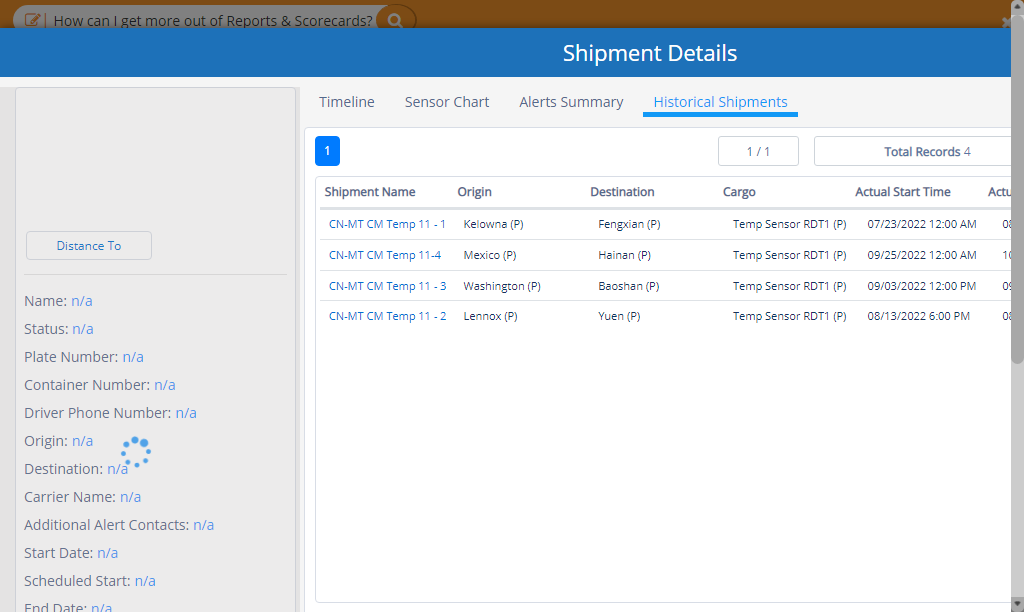 How can I get more out of Reports & Scorecards?
Shipment Details
Timeline Sensor Chart Alerts Summary Historical Shipments
1 1 / 1 Total Records 4
Shipment Name Origin Destination Cargo Actual Start Time Actu
CN-MT CM Temp 11 - 1 Kelowna (P) Fengxian (P) Temp Sensor RDT1 (P) 07/23/2022 12:00 AM 08
CN-MT CM Temp 11-4 Mexico (P) Hainan (P) Temp Sensor RDT1 (P) 09/25/2022 12:00 AM 10
CN-MT CM Temp 11 - 3 Washington (P) Baoshan (P) Temp Sensor RDT1 (P) 09/03/2022 12:00 PM 09
CN-MT CM Temp 11 - 2 Lennox (P) Yuen (P) Temp Sensor RDT1 (P) 08/13/2022 6:00 PM 08
Distance To
Name: n/a
Status: n/a
Plate Number: n/a
Container Number: n/a
Driver Phone Number: n/a
Origin: n/a
Destination: n/a
Carrier Name: n/a
Additional Alert Contacts: n/a
Start Date: n/a
Scheduled Start: n/a
End Date: n/a